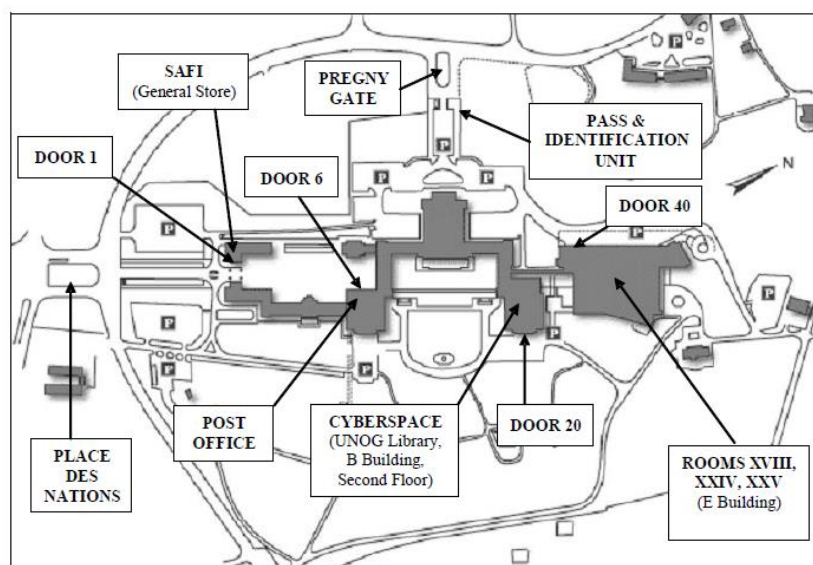 SAFI
(General Store)
PREGNY
GATE
PASS &
IDENTIFICATION
UNIT
DOOR 1
DOOR 6
DOOR 40
N
P
P
P
P
P
P
P
P
P
P
P
PLACE
DES
NATIONS
POST
OFFICE
CYBERSPACE
(UNOG Library,
B Building,
Second Floor)
DOOR 20
ROOMS XVIII,
XXIV, XXV
(E Building)